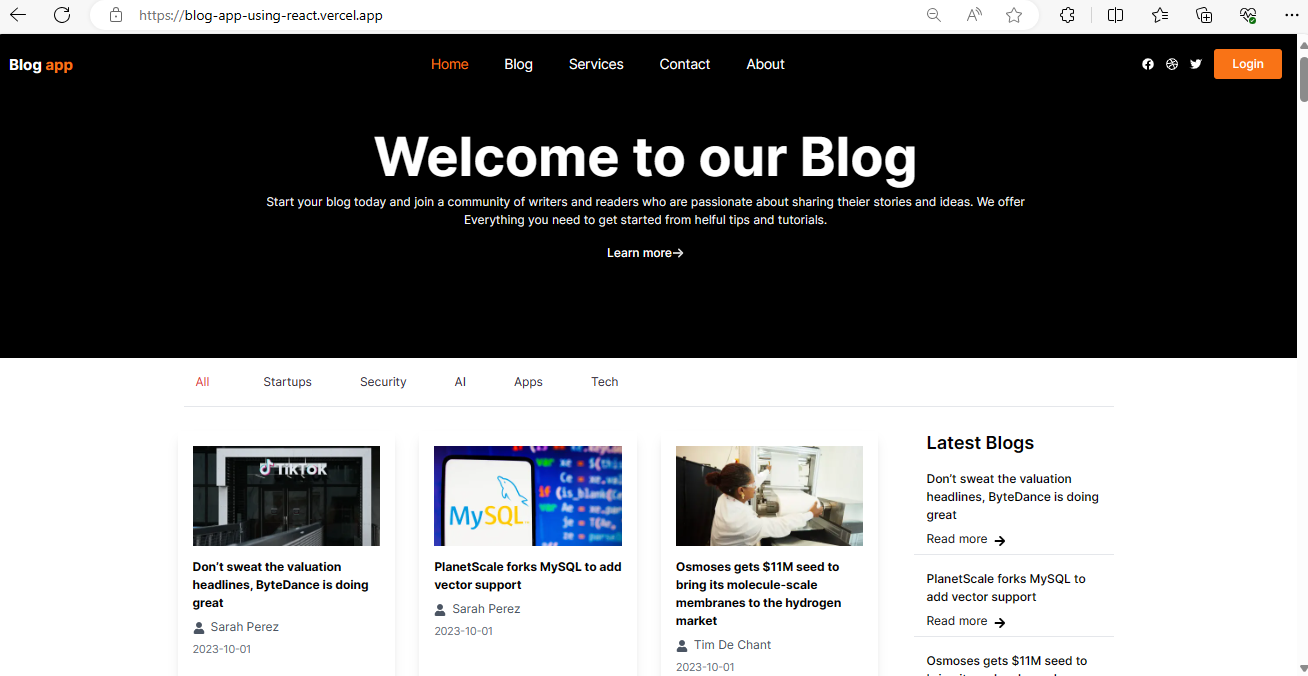 https://blog-app-using-react.vercel.app
Blog app
Home Blog Services Contact About
Login
Welcome to our Blog
Start your blog today and join a community of writers and readers who are passionate about sharing theier stories and ideas. We offer
Everything you need to get started from helful tips and tutorials.
Learn more
All Startups Security AI Apps Tech
TikTok
Don’t sweat the valuation
headlines, ByteDance is doing
great
Sarah Perez
2023-10-01
MySQL
PlanetScale forks MySQL to add
vector support
Sarah Perez
2023-10-01
Osmoses gets $11M seed to
bring its molecule-scale
membranes to the hydrogen
market
Tim De Chant
2023-10-01
Latest Blogs
Don’t sweat the valuation
headlines, ByteDance is doing
great
Read more
PlanetScale forks MySQL to
add vector support
Read more
Osmoses gets $11M seed to